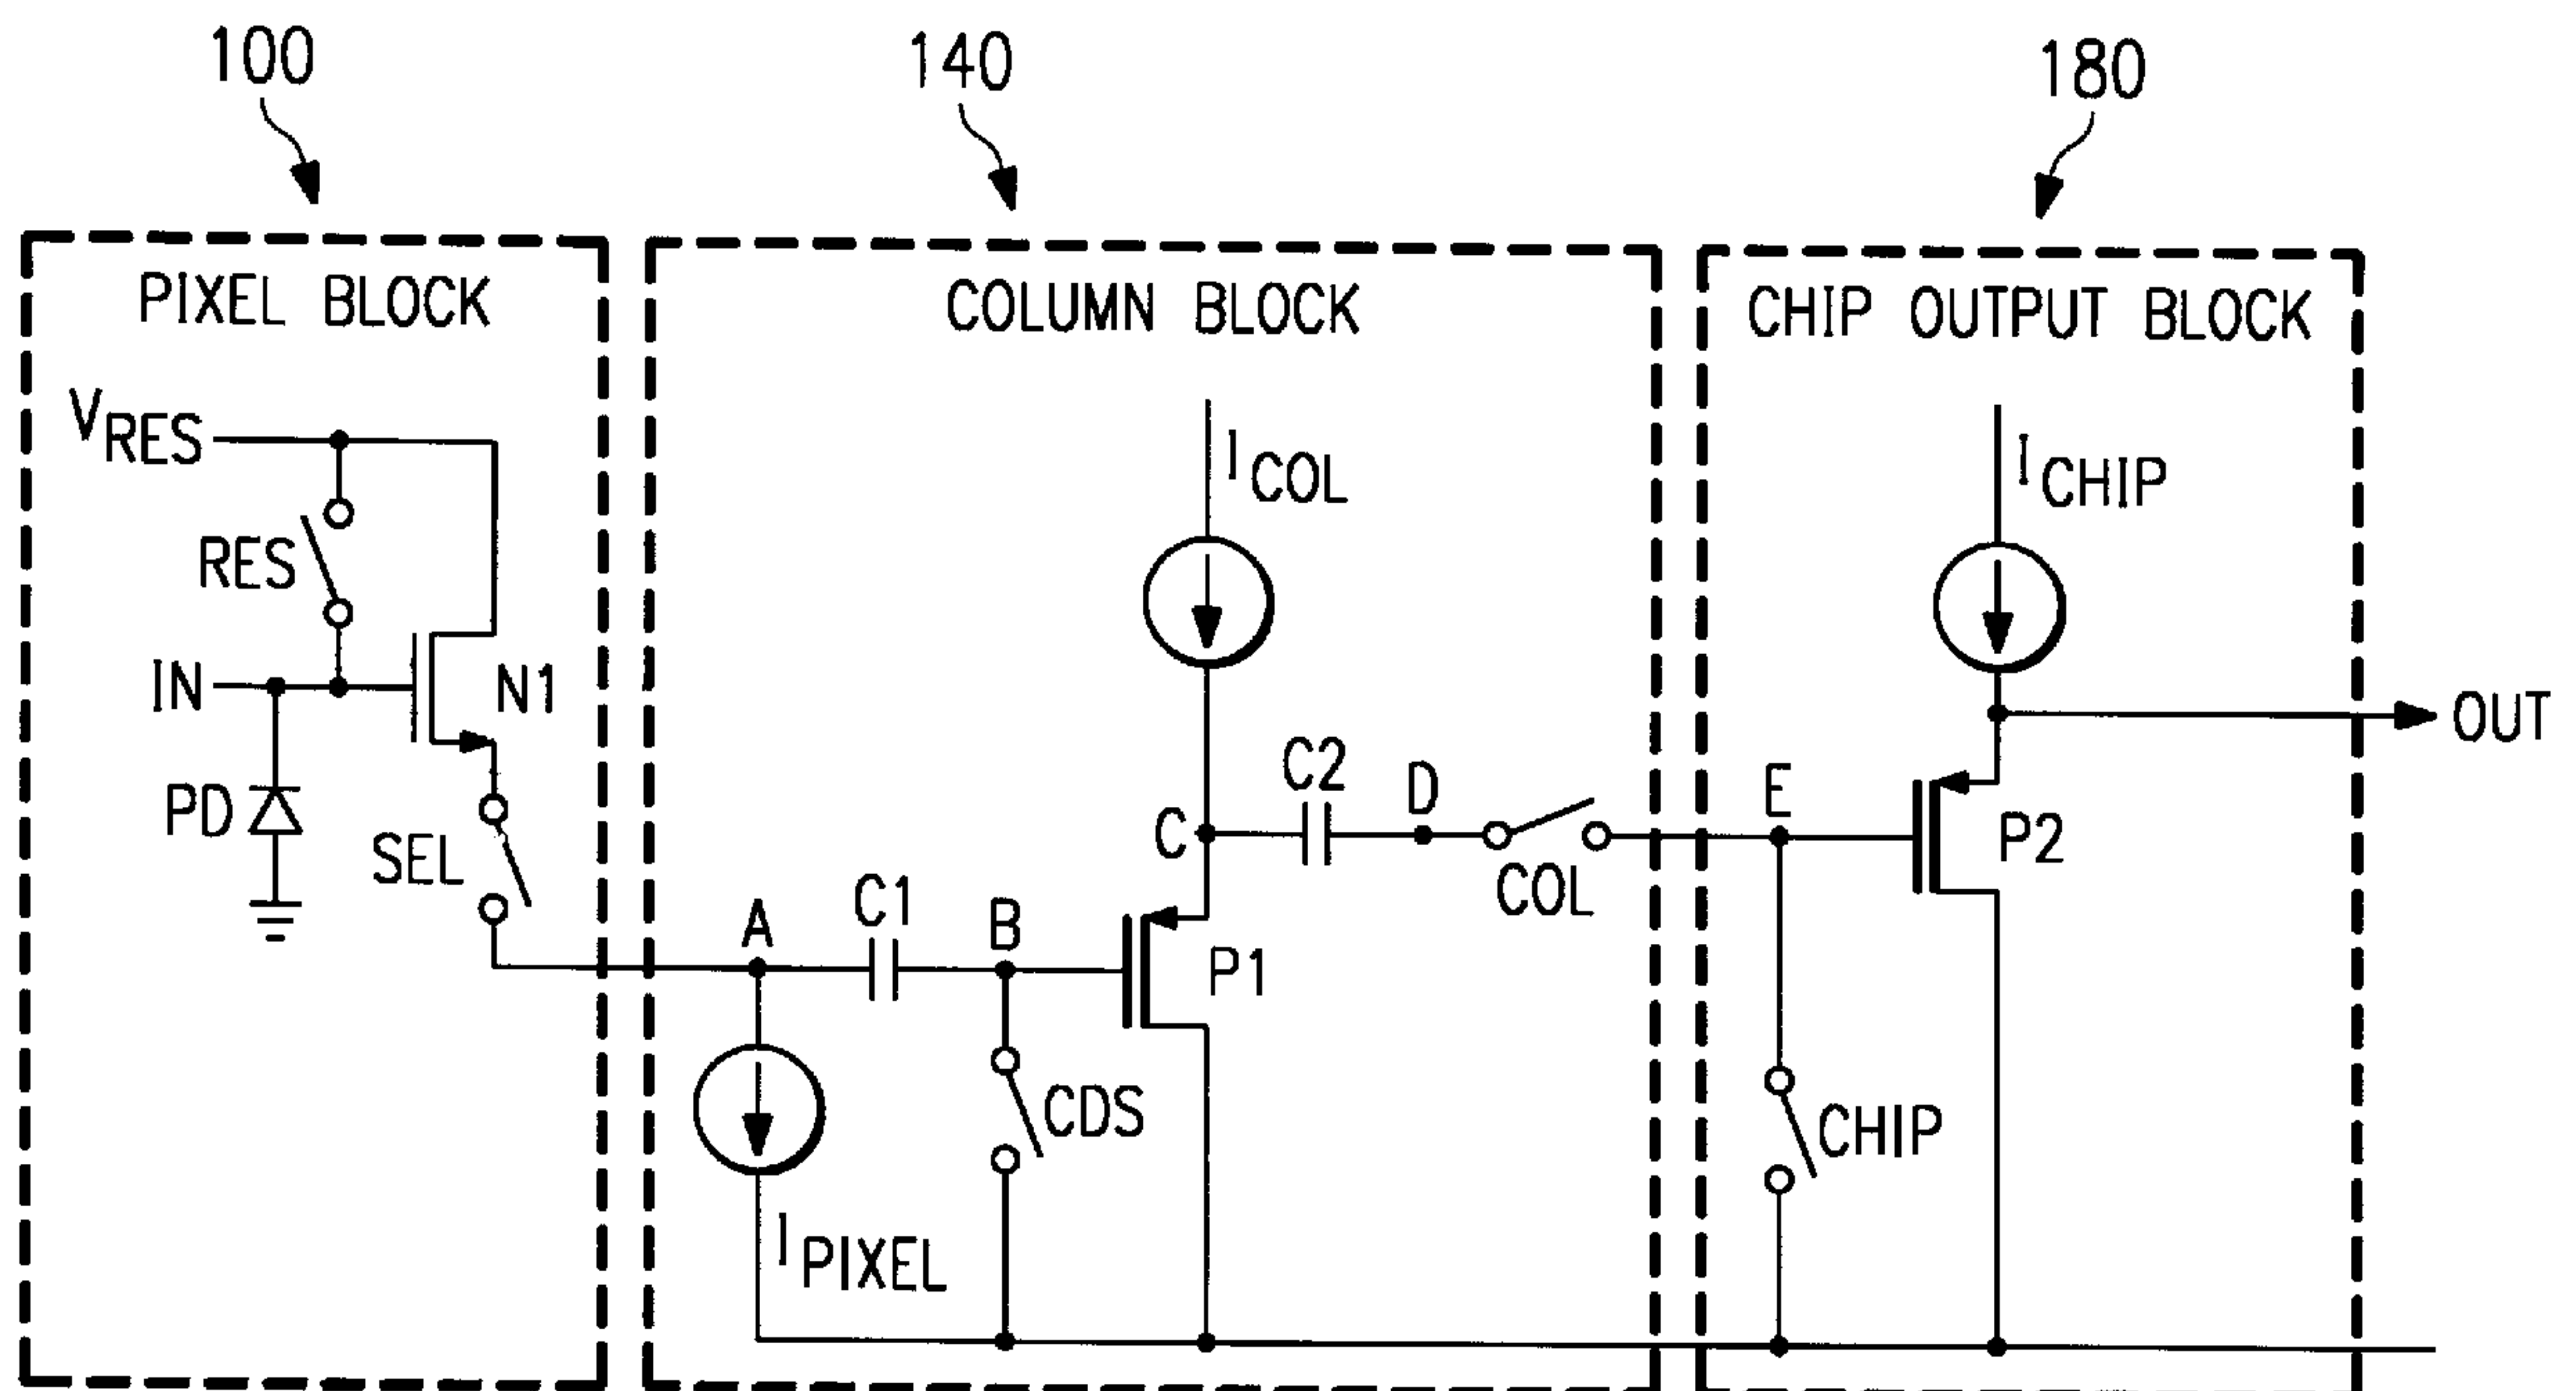 100
140
180
PIXEL BLOCK
COLUMN BLOCK
CHIP OUTPUT BLOCK
VRES
RES
IN
N1
PD
SEL
ICOL
ICHIP
OUT
C2
D
C
COL
E
P2
A
C1
B
P1
CDS
CHIP
IPIXEL